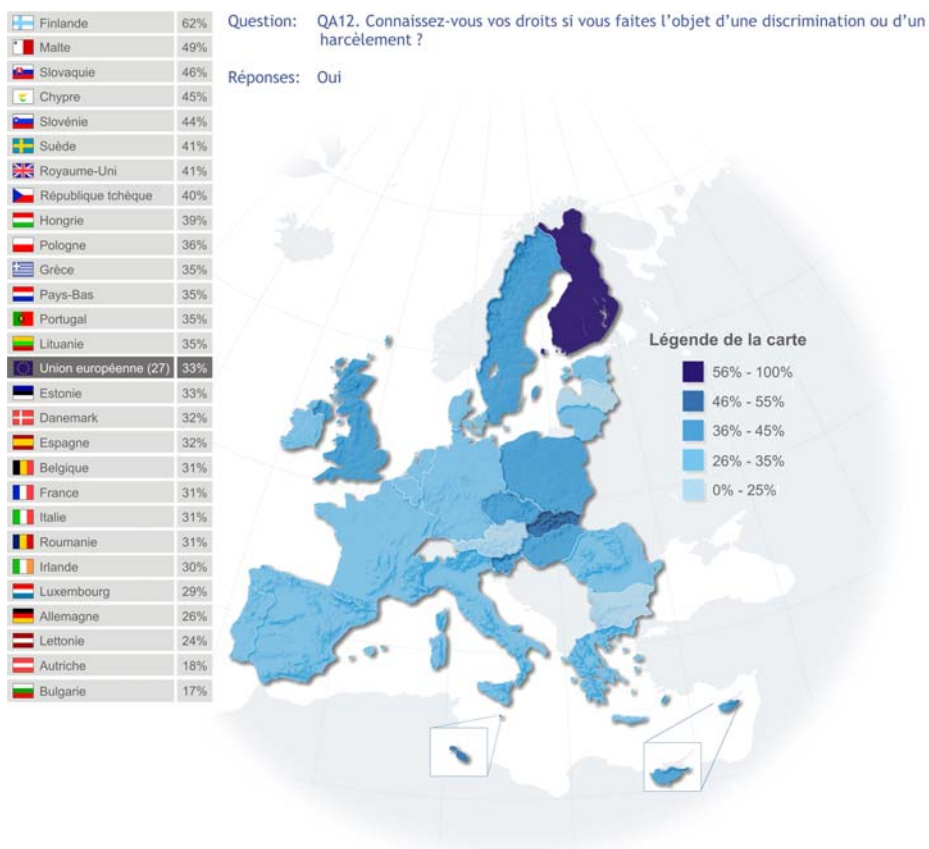 Question: QA12. Connaissez-vous vos droits si vous faites l’objet d’une discrimination ou d’un
harcèlement ?
Réponses: Oui
Finlande 62%
Malte 49%
Slovaquie 46%
Chypre 45%
Slovénie 44%
Suède 41%
Royaume-Uni 41%
République tchèque 40%
Hongrie 39%
Pologne 36%
Grèce 35%
Pays-Bas 35%
Portugal 35%
Lituanie 35%
Union européenne (27) 33%
Estonie 33%
Danemark 32%
Espagne 32%
Belgique 31%
France 31%
Italie 31%
Roumanie 31%
Irlande 30%
Luxembourg 29%
Allemagne 26%
Lettonie 24%
Autriche 18%
Bulgarie 17%
Légende de la carte
56% - 100%
46% - 55%
36% - 45%
26% - 35%
0% - 25%